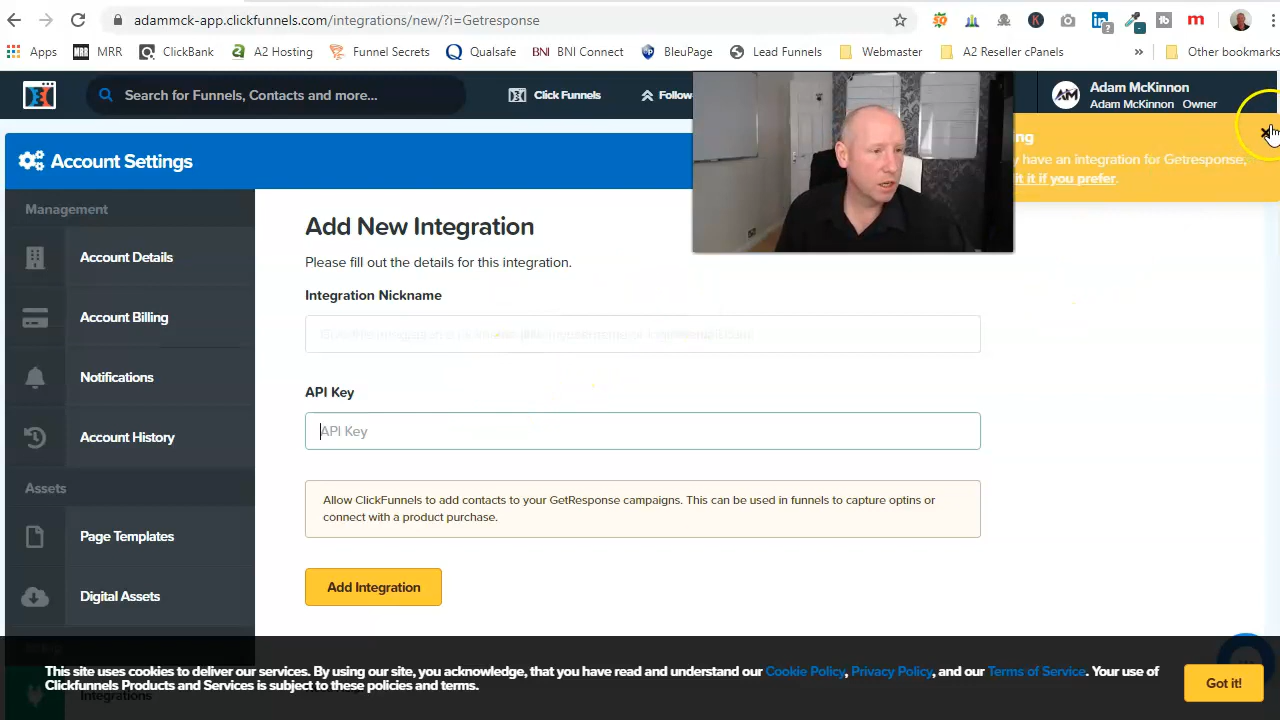 adammck-app.clickfunnels.com/integration/new/?i=Getresponse
Apps MRR ClickBank A2 Hosting Funnel Secrets Qualsafe BNI BNI Connect BleuPage Lead Funnels Webmaster A2 Reseller cPanels » Other bookmarks
Search for Funnels, Contacts and more... Click Funnels Follow
Adam McKinnon
Adam McKinnon Owner
have an integration for Getresponse,
it if you prefer.
Account Settings
Management
Account Details
Account Billing
Notifications
Account History
Assets
Page Templates
Digital Assets
Integrations
Add New Integration
Please fill out the details for this integration.
Integration Nickname
API Key
API Key
Allow ClickFunnels to add contacts to your GetResponse campaigns. This can be used in funnels to capture optins or
connect with a product purchase.
Add Integration
This site uses cookies to deliver our services. By using our site, you acknowledge, that you have read and understand our Cookie Policy, Privacy Policy, and our Terms of Service. Your use of
Clickfunnels Products and Services is subject to these policies and terms.
Got it!